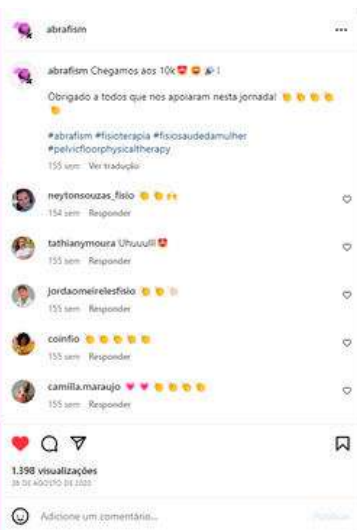 abrafism
abrafism Chegamos aos 10k😍🤩🎉!
Obrigado a todos que nos apoiaram nesta jornada! 👏👏👏👏
👏
#abrafism #fisioterapia #fisiosaudedamulher
#pelvicfloorphysicaltherapy
155 sem Ver tradução
neytonsouzas_fisio 👏👏🙌
154 sem Responder
tathianymoura Uhuuulll😍
155 sem Responder
jordaomeirelesfisio 👏👏👏🏻
155 sem Responder
coinfio 👏👏👏👏👏
155 sem Responder
camilla.maraujo 💗💗👏👏👏👏
155 sem Responder
1.398 visualizações
28 DE AGOSTO DE 2020
Adicione um comentário...
Publicar